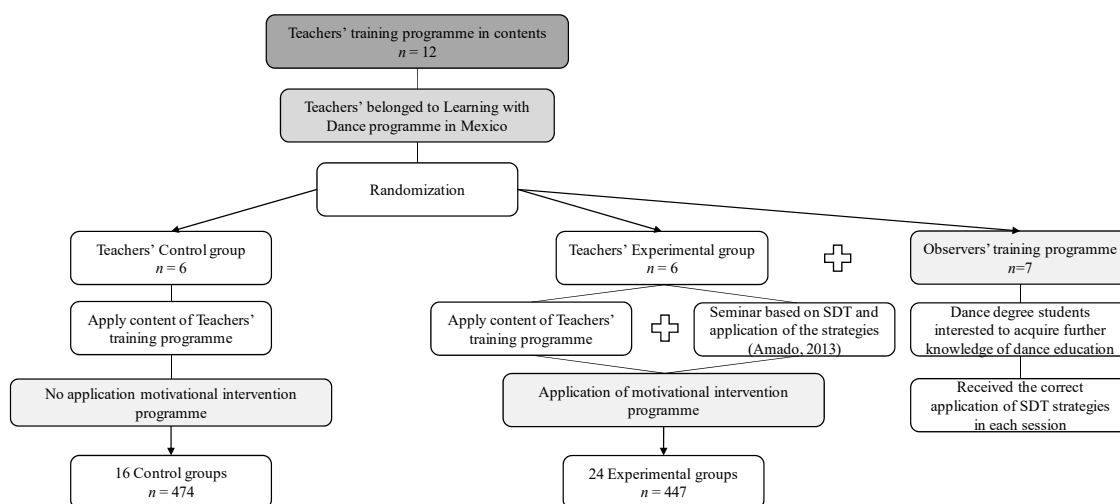 Teachers' training programme in contents
n = 12
Teachers' belonged to Learning with
Dance programme in Mexico
Randomization
Teachers' Control group
n = 6
Teachers' Experimental group
n = 6
Observers' training programme
n=7
Apply content of Teachers'
training programme
Apply content of Teachers'
training programme
Seminar based on SDT and
application of the strategies
(Amado, 2013)
Dance degree students
interested to acquire further
knowledge of dance education
No application motivational intervention
programme
Application of motivational intervention
programme
Received the correct
application of SDT strategies
in each session
16 Control groups
n = 474
24 Experimental groups
n = 447